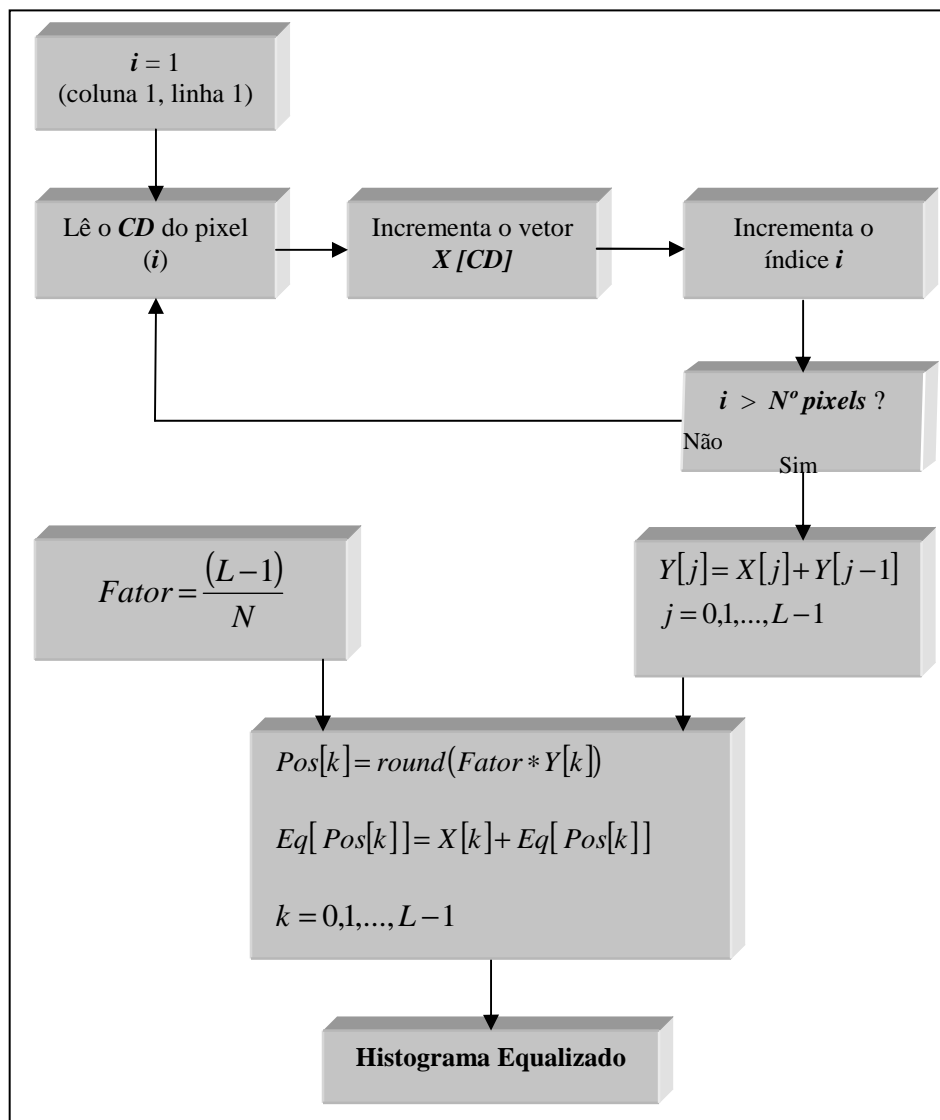 i = 1
(coluna 1, linha 1)
Lê o CD do pixel
(i)
Incrementa o vetor
X [CD]
Incrementa o
índice i
i > Nº pixels ?
Não
Sim
Fator = (L−1)/N
Y[j] = X[j] + Y[j−1]
j = 0,1,..., L−1
Pos[k] = round(Fator * Y[k])
Eq[ Pos[k]] = X[k] + Eq[ Pos[k]]
k = 0,1,..., L−1
Histograma Equalizado